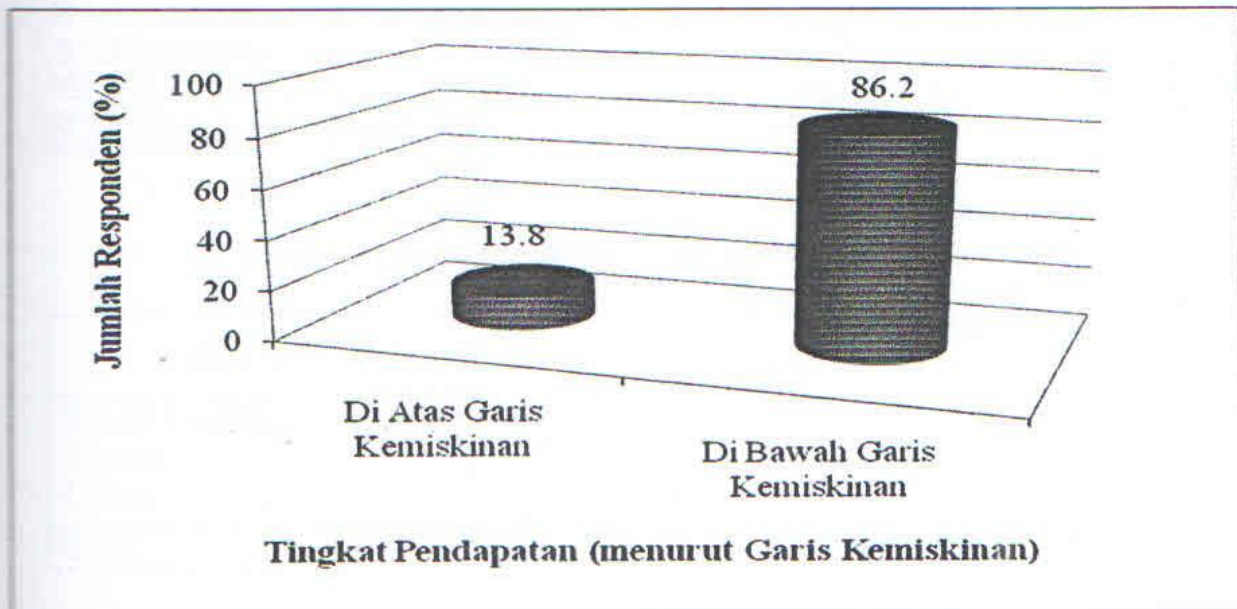 Jumlah Responden (%)
100
80
60
40
20
0
13.8
86.2
Di Atas Garis
Kemiskinan
Di Bawah Garis
Kemiskinan
Tingkat Pendapatan (menurut Garis Kemiskinan)